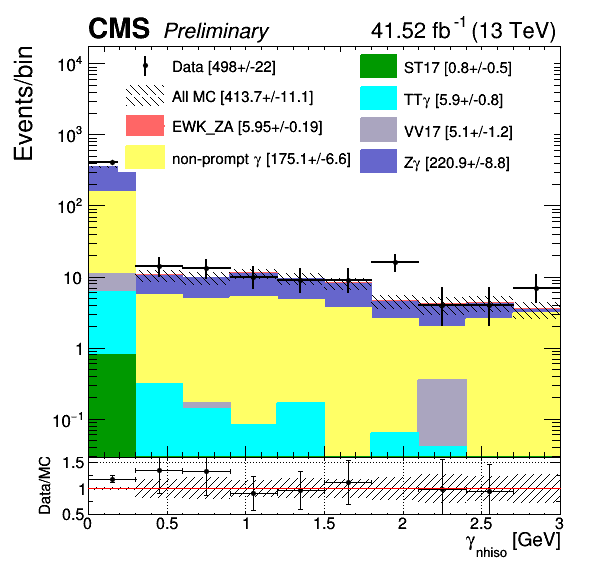 CMS Preliminary 41.52 fb⁻¹ (13 TeV)
Events/bin
Data [498+/-22]
All MC [413.7+/-11.1]
EWK_ZA [5.95+/-0.19]
non-prompt γ [175.1+/-6.6]
ST17 [0.8+/-0.5]
TTγ [5.9+/-0.8]
VV17 [5.1+/-1.2]
Zγ [220.9+/-8.8]
10⁴
10³
10²
10
1
10⁻¹
Data/MC
1.5
1
0.5
0 0.5 1 1.5 2 2.5 3
γnhiso [GeV]